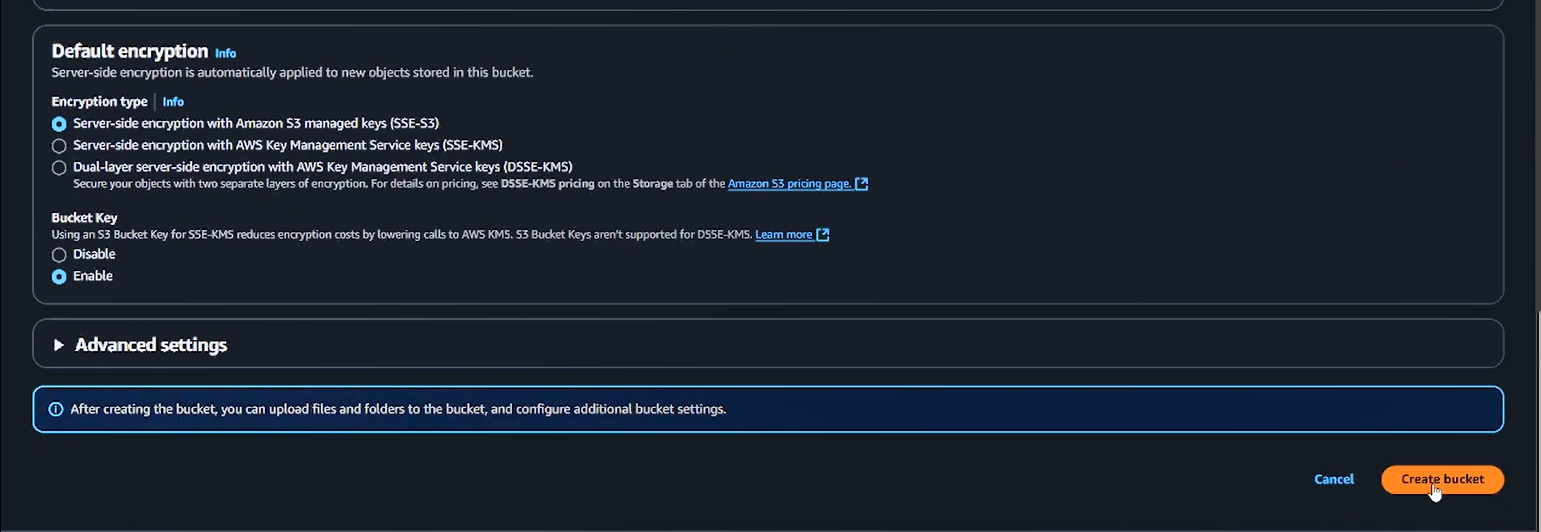 Default encryption Info
Server-side encryption is automatically applied to new objects stored in this bucket.
Encryption type | Info
Server-side encryption with Amazon S3 managed keys (SSE-S3)
Server-side encryption with AWS Key Management Service keys (SSE-KMS)
Dual-layer server-side encryption with AWS Key Management Service keys (DSSE-KMS)
Secure your objects with two separate layers of encryption. For details on pricing, see DSSE-KMS pricing on the Storage tab of the Amazon S3 pricing page.
Bucket Key
Using an S3 Bucket Key for SSE-KMS reduces encryption costs by lowering calls to AWS KMS. S3 Bucket Keys aren't supported for DSSE-KMS. Learn more
Disable
Enable
Advanced settings
After creating the bucket, you can upload files and folders to the bucket, and configure additional bucket settings.
Cancel
Create bucket